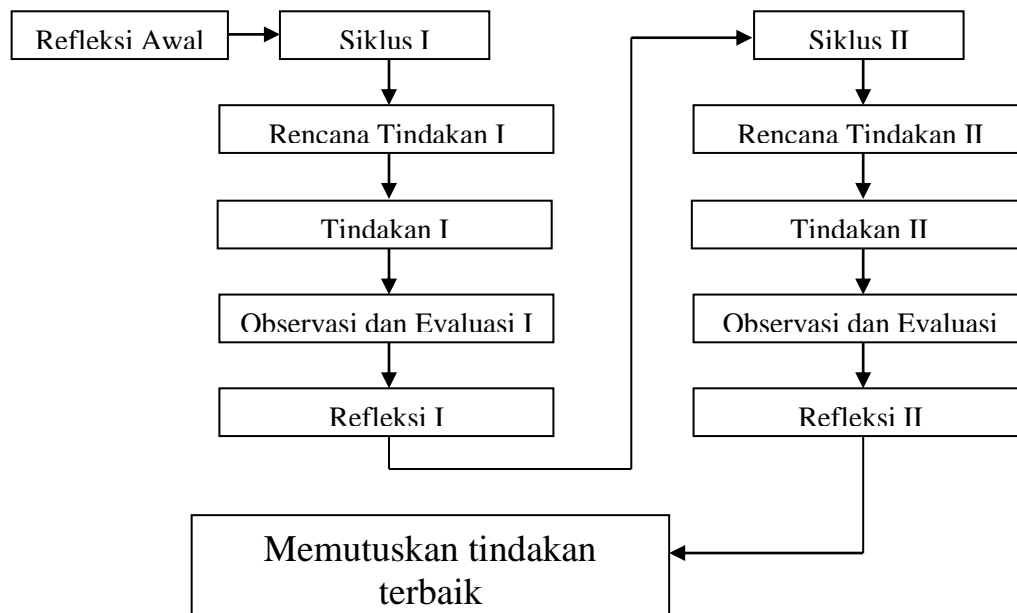 Refleksi Awal
Siklus I
Rencana Tindakan I
Tindakan I
Observasi dan Evaluasi I
Refleksi I
Siklus II
Rencana Tindakan II
Tindakan II
Observasi dan Evaluasi
Refleksi II
Memutuskan tindakan
terbaik